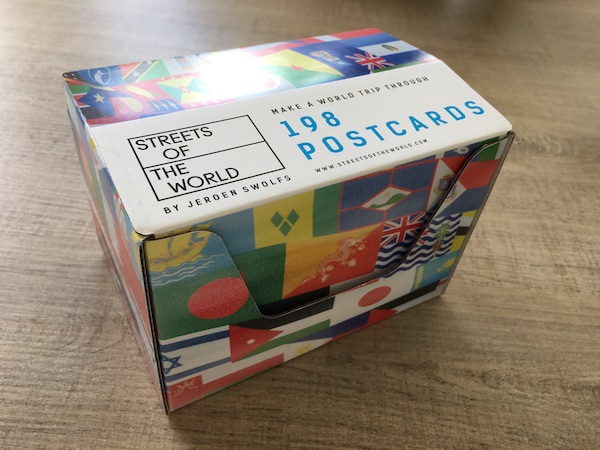 STREETS
OF
THE
WORLD
BY JEROEN SWOLFS
MAKE A WORLD TRIP THROUGH
198
POSTCARDS
WWW.STREETSOFTHEWORLD.COM